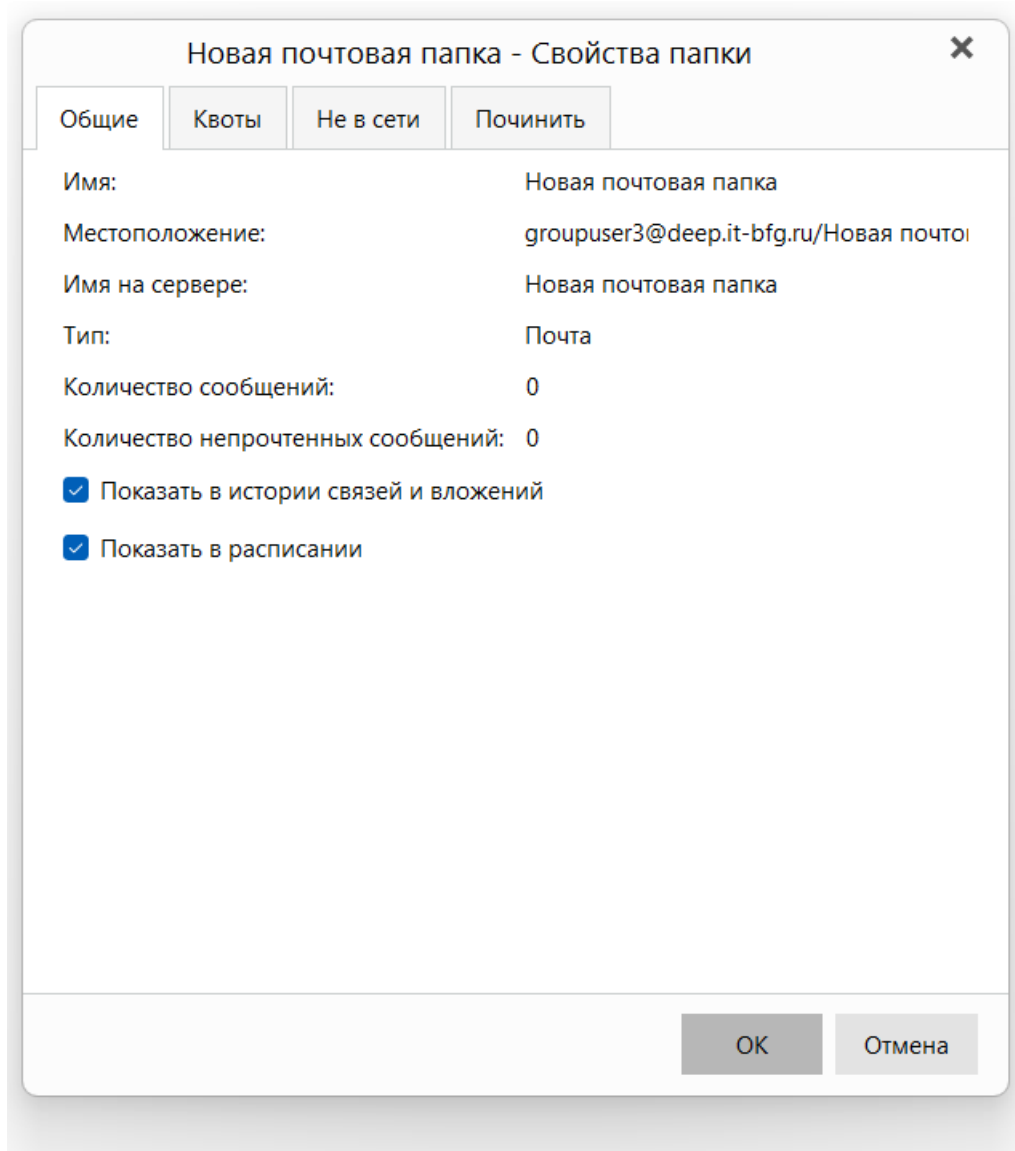 Новая почтовая папка - Свойства папки
Общие Квоты Не в сети Починить
Имя: Новая почтовая папка
Местоположение: groupuser3@deep.it-bfg.ru/Новая почто
Имя на сервере: Новая почтовая папка
Тип: Почта
Количество сообщений: 0
Количество непрочтенных сообщений: 0
Показать в истории связей и вложений
Показать в расписании
ОК Отмена